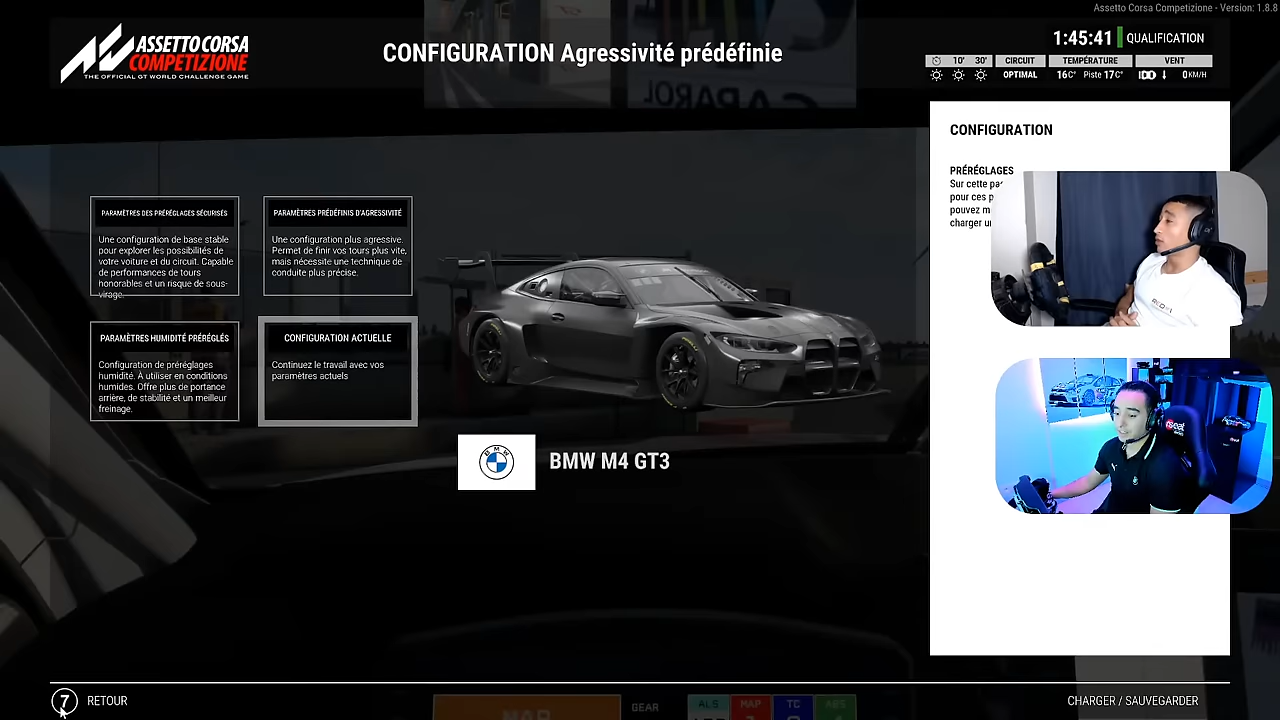 Assetto Corsa Competizione - Version: 1.8.8
ASSETTO CORSA
COMPETIZIONE
THE OFFICIAL GT WORLD CHALLENGE GAME
CONFIGURATION Agressivité prédéfinie
1:45:41 QUALIFICATION
10' 30' CIRCUIT TEMPÉRATURE VENT
OPTIMAL 16C° Piste 17C° 0KM/H
CAPAROL
CONFIGURATION
PRÉRÉGLAGES
Sur cette
pour ces
pouvez
charger
PARAMÈTRES DES PRÉRÉGLAGES SÉCURISÉS
Une configuration de base stable
pour explorer les possibilités de
votre voiture et du circuit. Capable
de performances de tours
honorables et un risque de sous-
virage.
PARAMÈTRES PRÉDÉFINIS D'AGRESSIVITÉ
Une configuration plus agressive.
Permet de finir vos tours plus vite,
mais nécessite une technique de
conduite plus précise.
PARAMÈTRES HUMIDITÉ PRÉRÉGLÉS
Configuration de préréglages
humidité. À utiliser en conditions
humides. Offre plus de portance
arrière, de stabilité et un meilleur
freinage.
CONFIGURATION ACTUELLE
Continuez le travail avec vos
paramètres actuels
BMW
BMW M4 GT3
7 RETOUR
CHARGER / SAUVEGARDER
MAP
GEAR
ALS MAP TC ABS